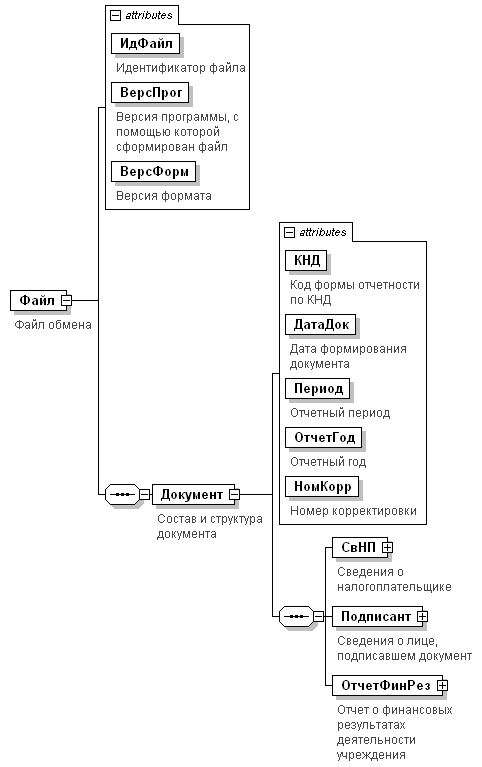 attributes
ИдФайл
Идентификатор файла
ВерсПрог
Версия программы, с
помощью которой
сформирован файл
ВерсФорм
Версия формата
Файл
Файл обмена
attributes
КНД
Код формы отчетности
по КНД
ДатаДок
Дата формирования
документа
Период
Отчетный период
ОтчетГод
Отчетный год
НомКорр
Номер корректировки
Документ
Состав и структура
документа
СвНП
Сведения о
налогоплательщике
Подписант
Сведения о лице,
подписавшем документ
ОтчетФинРез
Отчет о финансовых
результатах
деятельности
учреждения